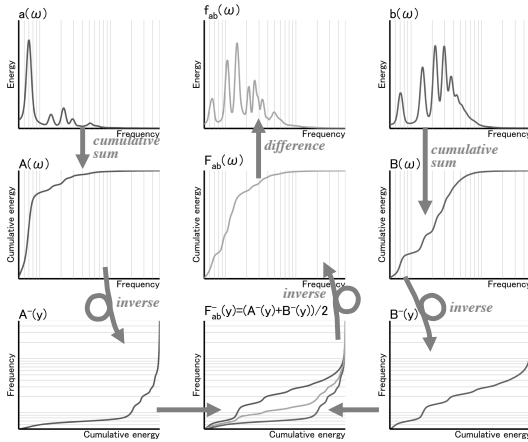 a(ω)
Energy
Frequency
f_ab(ω)
Energy
Frequency
b(ω)
Energy
Frequency
cumulative
sum
difference
cumulative
sum
A(ω)
Cumulative energy
Frequency
F_ab(ω)
Cumulative energy
Frequency
B(ω)
Cumulative energy
Frequency
inverse
inverse
inverse
A⁻(y)
Frequency
Cumulative energy
F⁻_ab(y)=(A⁻(y)+B⁻(y))/2
Frequency
Cumulative energy
B⁻(y)
Frequency
Cumulative energy